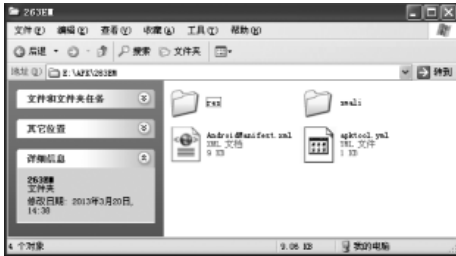 263EM
文件(F) 编辑(E) 查看(V) 收藏(A) 工具(T) 帮助(H)
后退 搜索 文件夹
地址(D) E:\APK\263EM 转到
文件和文件夹任务
其它位置
详细信息
263EM
文件夹
修改日期: 2013年3月20日,
14:30
res
smali
AndroidManifest.xml
XML 文档
9 KB
apktool.yml
YML 文件
1 KB
4 个对象 9.06 KB 我的电脑